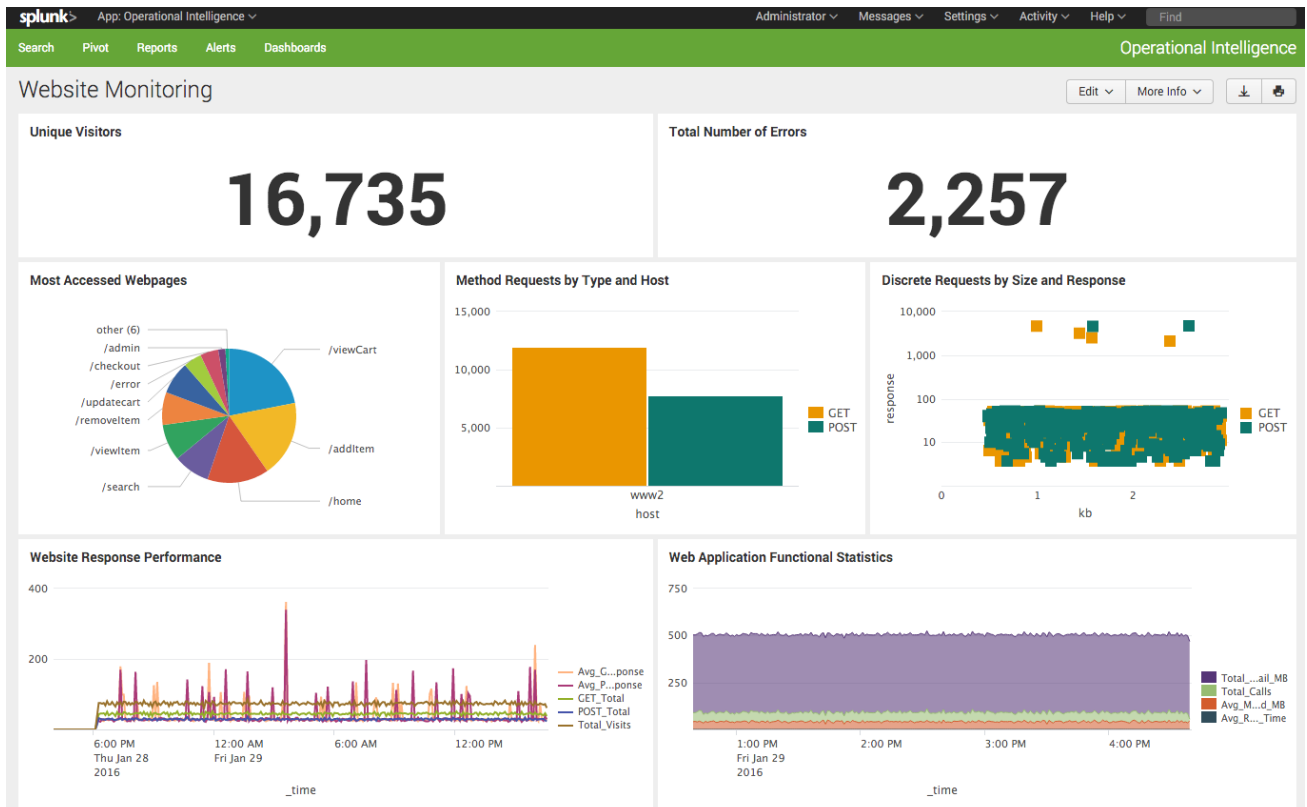 splunk> App: Operational Intelligence Administrator Messages Settings Activity Help Find
Search Pivot Reports Alerts Dashboards Operational Intelligence
Website Monitoring Edit More Info
Unique Visitors
16,735
Total Number of Errors
2,257
Most Accessed Webpages
other (6)
/admin
/checkout
/error
/updatecart
/removeItem
/viewItem
/search
/viewCart
/addItem
/home
Method Requests by Type and Host
15,000
10,000
5,000
www2
host
GET
POST
Discrete Requests by Size and Response
10,000
1,000
100
10
response
0 1 2
kb
GET
POST
Website Response Performance
400
200
6:00 PM 12:00 AM 6:00 AM 12:00 PM
Thu Jan 28 Fri Jan 29
2016
_time
Avg_G...ponse
Avg_P...ponse
GET_Total
POST_Total
Total_Visits
Web Application Functional Statistics
750
500
250
1:00 PM 2:00 PM 3:00 PM 4:00 PM
Fri Jan 29
2016
_time
Total_...ail_MB
Total_Calls
Avg_M...d_MB
Avg_R..._Time